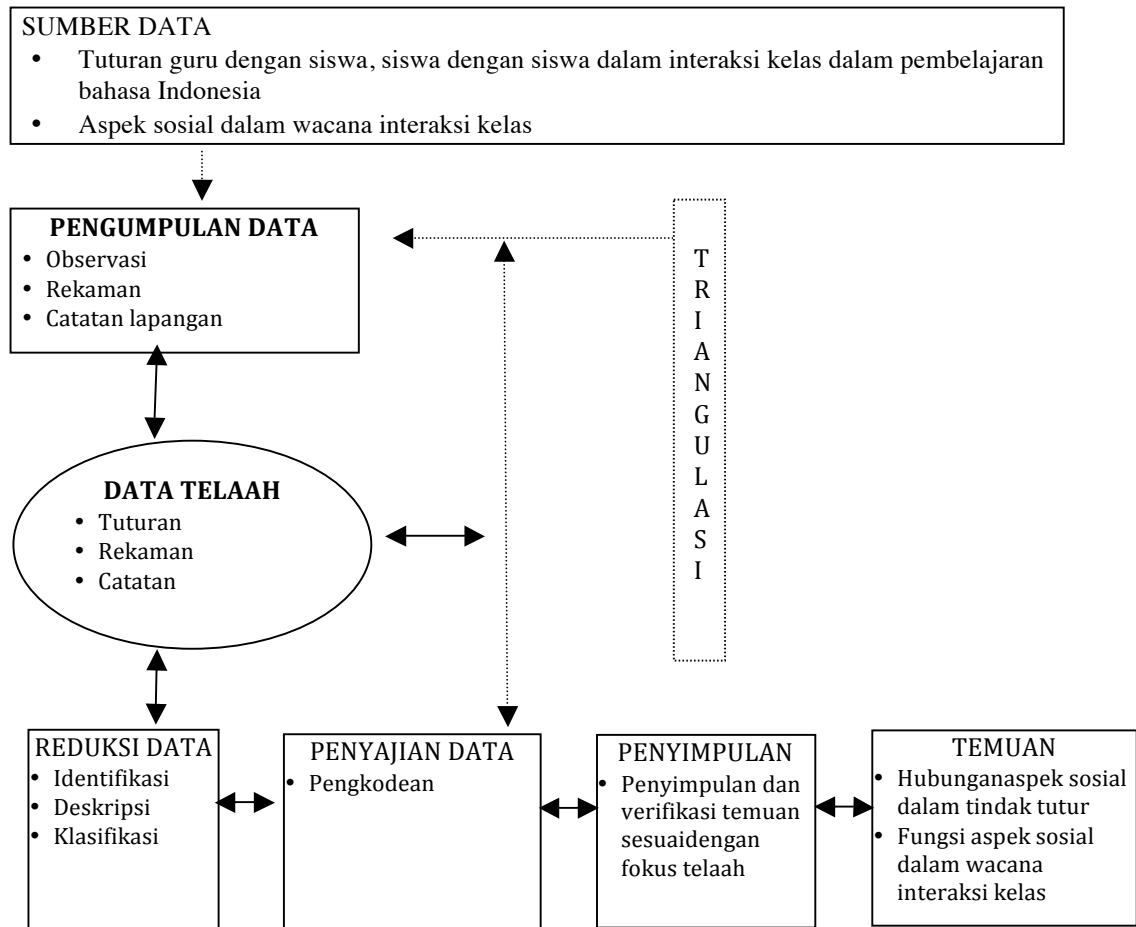 SUMBER DATA
• Tuturan guru dengan siswa, siswa dengan siswa dalam interaksi kelas dalam pembelajaran
bahasa Indonesia
• Aspek sosial dalam wacana interaksi kelas
PENGUMPULAN DATA
• Observasi
• Rekaman
• Catatan lapangan
T
R
I
A
N
G
U
L
A
S
I
DATA TELAAH
• Tuturan
• Rekaman
• Catatan
REDUKSI DATA
• Identifikasi
• Deskripsi
• Klasifikasi
PENYAJIAN DATA
• Pengkodean
PENYIMPULAN
• Penyimpulan dan
verifikasi temuan
sesuaidengan
fokus telaah
TEMUAN
• Hubunganaspek sosial
dalam tindak tutur
• Fungsi aspek sosial
dalam wacana
interaksi kelas